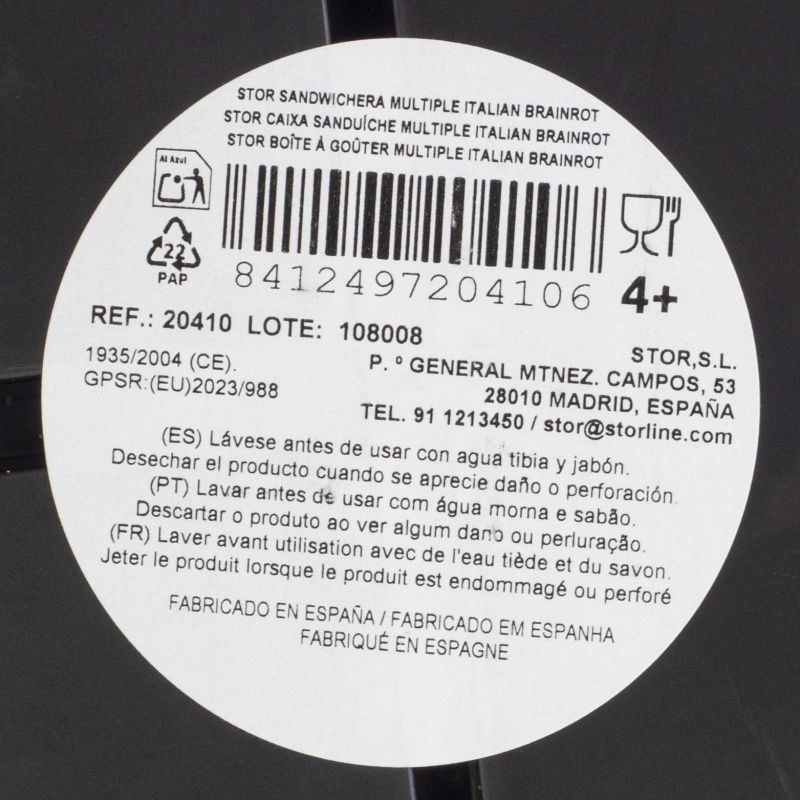 STOR SANDWICHERA MULTIPLE ITALIAN BRAINROT
STOR CAIXA SANDUÍCHE MULTIPLE ITALIAN BRAINROT
STOR BOÎTE À GOÛTER MULTIPLE ITALIAN BRAINROT
Al Azul
22
PAP
8412497204106
4+
REF.: 20410 LOTE: 108008
1935/2004 (CE).
GPSR:(EU)2023/988
STOR,S.L.
P. º GENERAL MTNEZ. CAMPOS, 53
28010 MADRID, ESPAÑA
TEL. 91 1213450 / stor@storline.com
(ES) Lávese antes de usar con agua tibia y jabón.
Desechar el producto cuando se aprecie daño o perforación.
(PT) Lavar antes de usar com água morna e sabão.
Descartar o produto ao ver algum dano ou perluração.
(FR) Laver avant utilisation avec de l'eau tiède et du savon.
Jeter le produit lorsque le produit est endommagé ou perforé
FABRICADO EN ESPAÑA / FABRICADO EM ESPANHA
FABRIQUÉ EN ESPAGNE